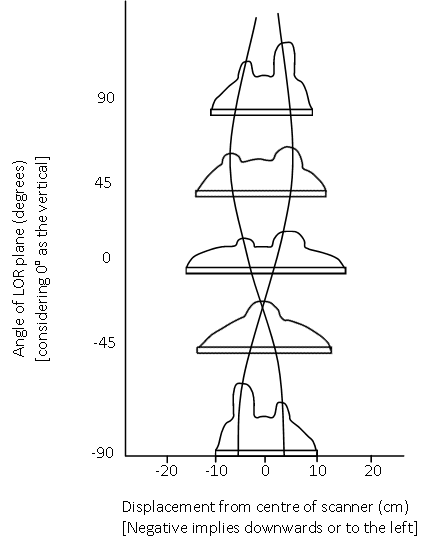 Angle of LOR plane (degrees)
[considering 0º as the vertical]
90
45
0
-45
-90
-20 -10 0 10 20
Displacement from centre of scanner (cm)
[Negative implies downwards or to the left]